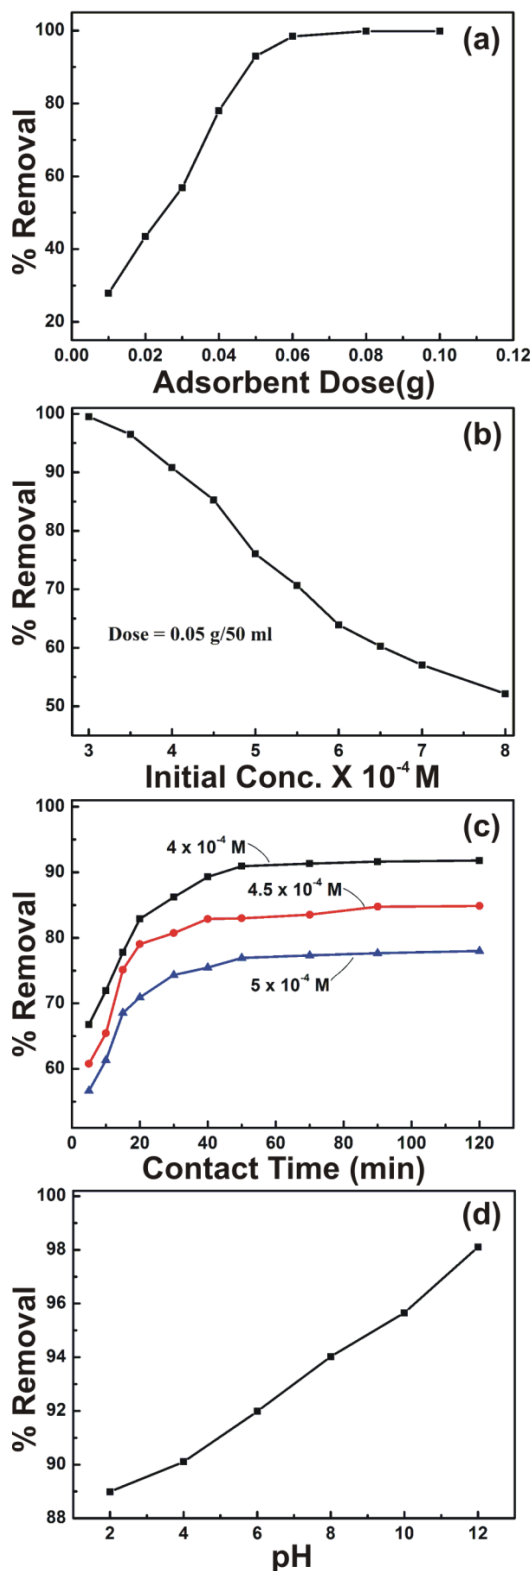 (a)
100
80
60
40
20
% Removal
0.00 0.02 0.04 0.06 0.08 0.10 0.12
Adsorbent Dose(g)
(b)
100
90
80
70
60
50
% Removal
Dose = 0.05 g/50 ml
3 4 5 6 7 8
Initial Conc. X 10⁻⁴ M
(c)
100
90
80
70
60
% Removal
4 x 10⁻⁴ M
4.5 x 10⁻⁴ M
5 x 10⁻⁴ M
0 20 40 60 80 100 120
Contact Time (min)
(d)
100
98
96
94
92
90
88
% Removal
2 4 6 8 10 12
pH